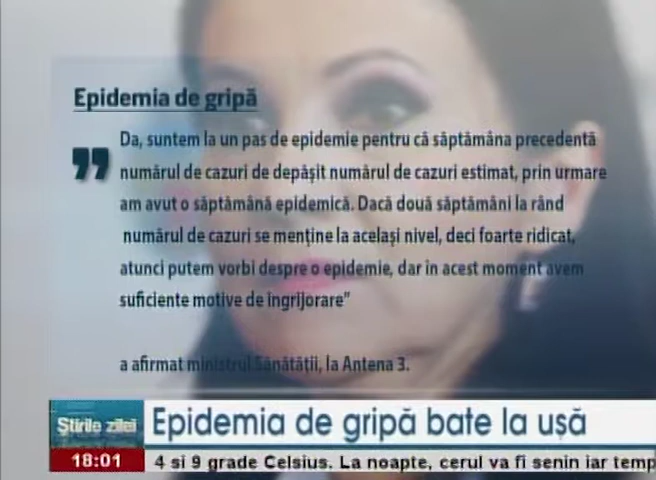 Epidemia de gripă
” Da, suntem la un pas de epidemie pentru că săptămâna precedentă
numărul de cazuri de depășit numărul de cazuri estimat, prin urmare
am avut o săptămână epidemică. Dacă două săptămâni la rând
numărul de cazuri se menține la același nivel, deci foarte ridicat,
atunci putem vorbi despre o epidemie, dar în acest moment avem
suficiente motive de îngrijorare”
a afirmat ministrul Sănătății, la Antena 3.
Știrile zilei
Epidemia de gripă bate la ușă
18:01
4 si 9 grade Celsius. La noapte, cerul va fi senin iar temp